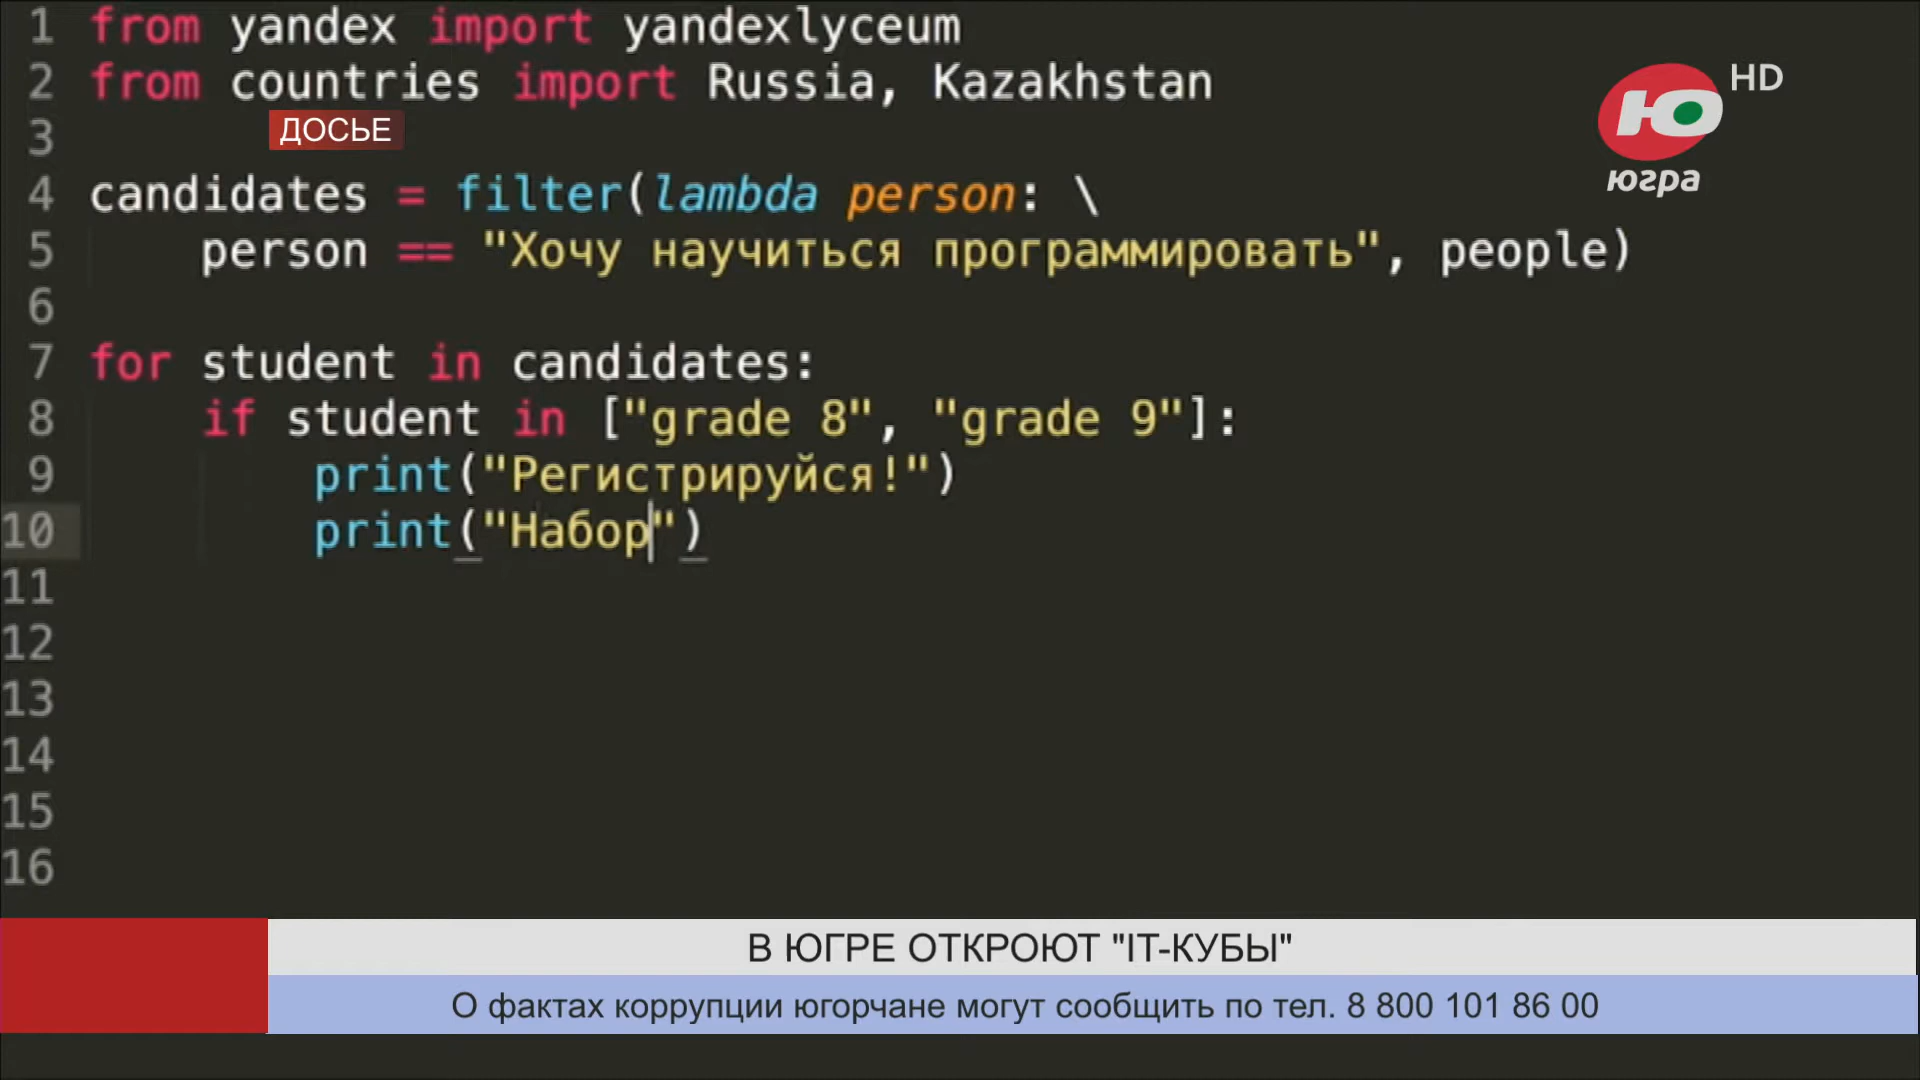 1 from yandex import yandexlyceum
2 from countries import Russia, Kazakhstan
ДОСЬЕ
HD
Ю
югра
3
4 candidates = filter(lambda person: \
5 person == "Хочу научиться программировать", people)
6
7 for student in candidates:
8 if student in ["grade 8", "grade 9"]:
9 print("Регистрируйся!")
10 print("Набор")
11
12
13
14
15
16
В ЮГРЕ ОТКРОЮТ "IT-КУБЫ"
О фактах коррупции югорчане могут сообщить по тел. 8 800 101 86 00